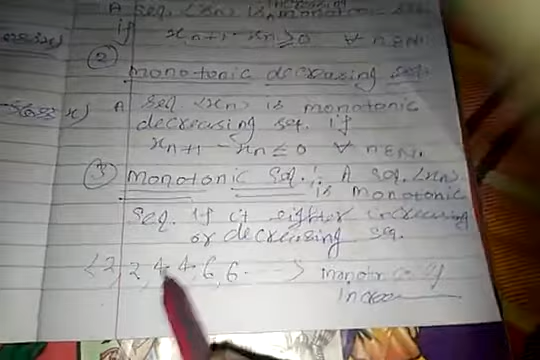 A seq. <xn> is monotonic
if xn+1 - xn ≥ 0 ∀ n∈N.
② monotonic decreasing seq.
A seq <xn> is monotonic
decreasing seq. if
xn+1 - xn ≤ 0 ∀ n∈N.
③ monotonic seq. :- A seq. <xn>
is monotonic
seq. if it eighter increasing
or decreasing seq.
< 2, 2, 4, 4, 6, 6. >